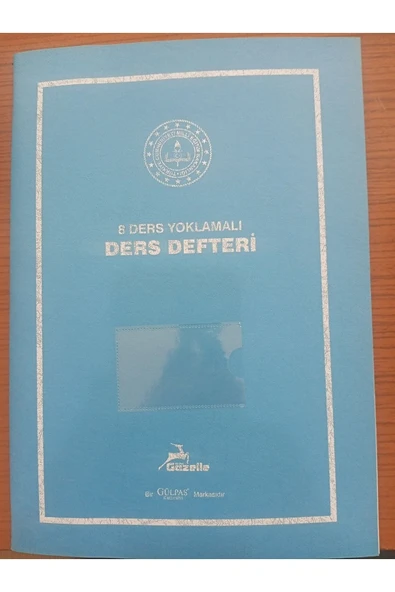 8 DERS YOKLAMALI
DERS DEFTERİ
Gazelle
Bir GÜLPAŞ Markasıdır